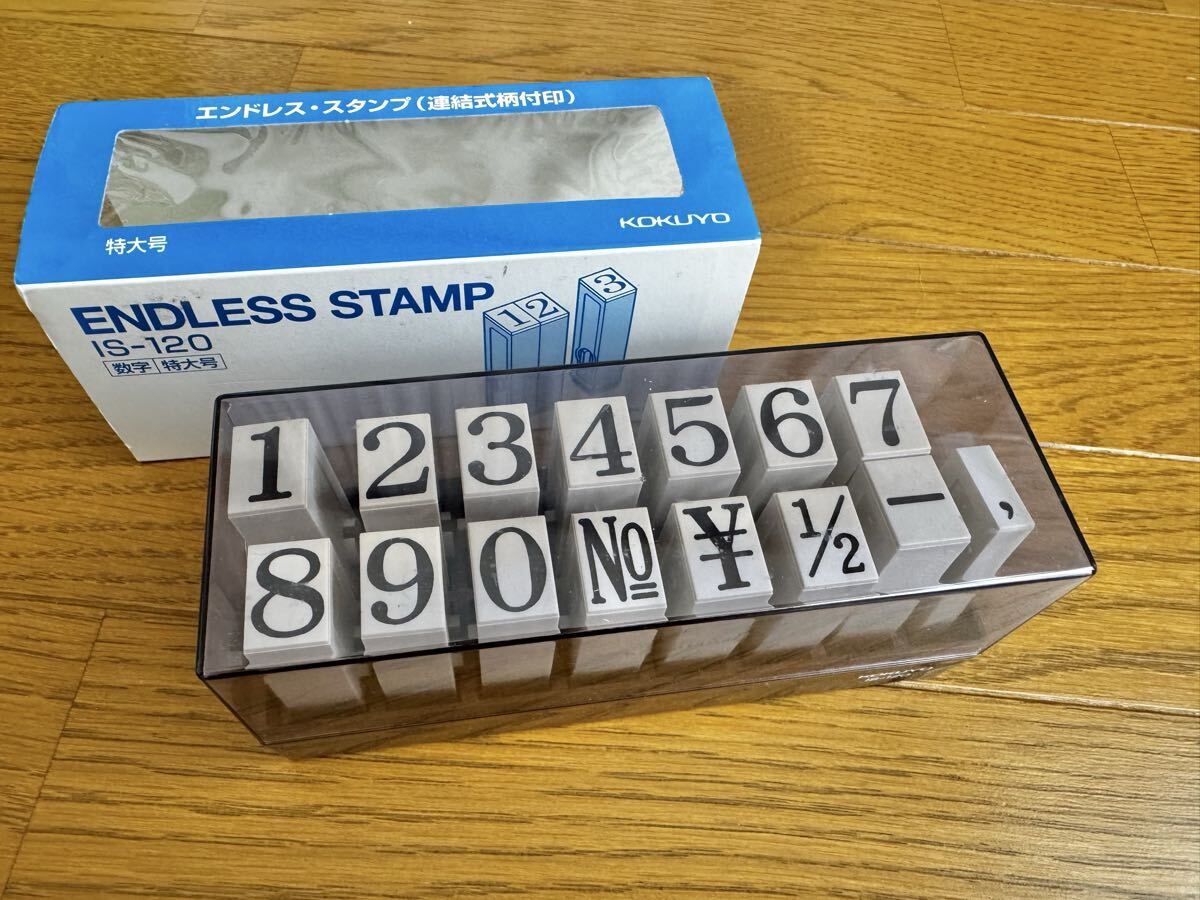 エンドレス・スタンプ(連結式柄付印)
特大号
KOKUYO
ENDLESS STAMP
IS-120
数字 特大号
1 2 3
1 2 3 4 5 6 7
8 9 0 № ¥ ½ - ,
KOKUYO